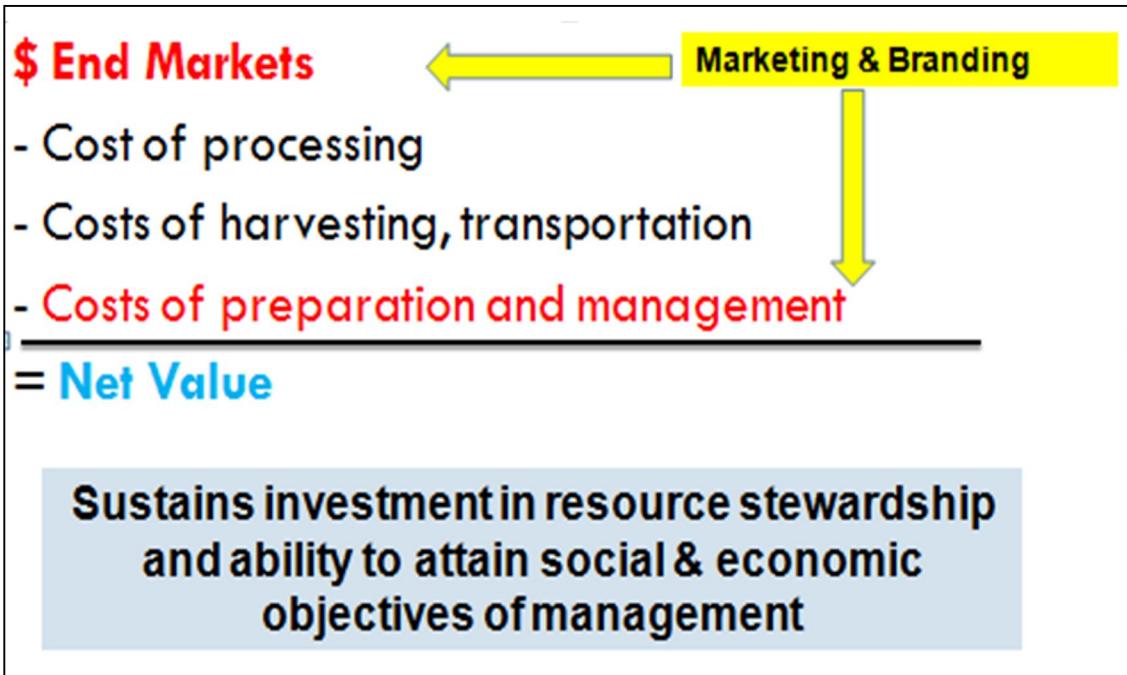 $ End Markets
Marketing & Branding
- Cost of processing
- Costs of harvesting, transportation
- Costs of preparation and management
= Net Value
Sustains investment in resource stewardship
and ability to attain social & economic
objectives of management